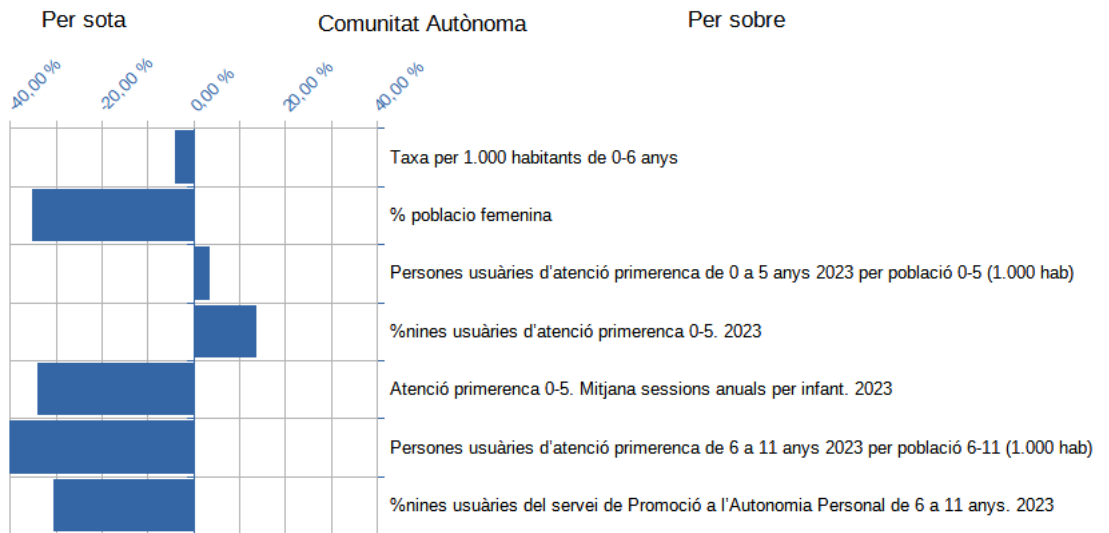 Per sota
Comunitat Autònoma
Per sobre
-40,00 %
-20,00 %
0,00 %
20,00 %
40,00 %
Taxa per 1.000 habitants de 0-6 anys
% poblacio femenina
Persones usuàries d'atenció primerenca de 0 a 5 anys 2023 per població 0-5 (1.000 hab)
%nines usuàries d'atenció primerenca 0-5. 2023
Atenció primerenca 0-5. Mitjana sessions anuals per infant. 2023
Persones usuàries d'atenció primerenca de 6 a 11 anys 2023 per població 6-11 (1.000 hab)
%nines usuàries del servei de Promoció a l'Autonomia Personal de 6 a 11 anys. 2023